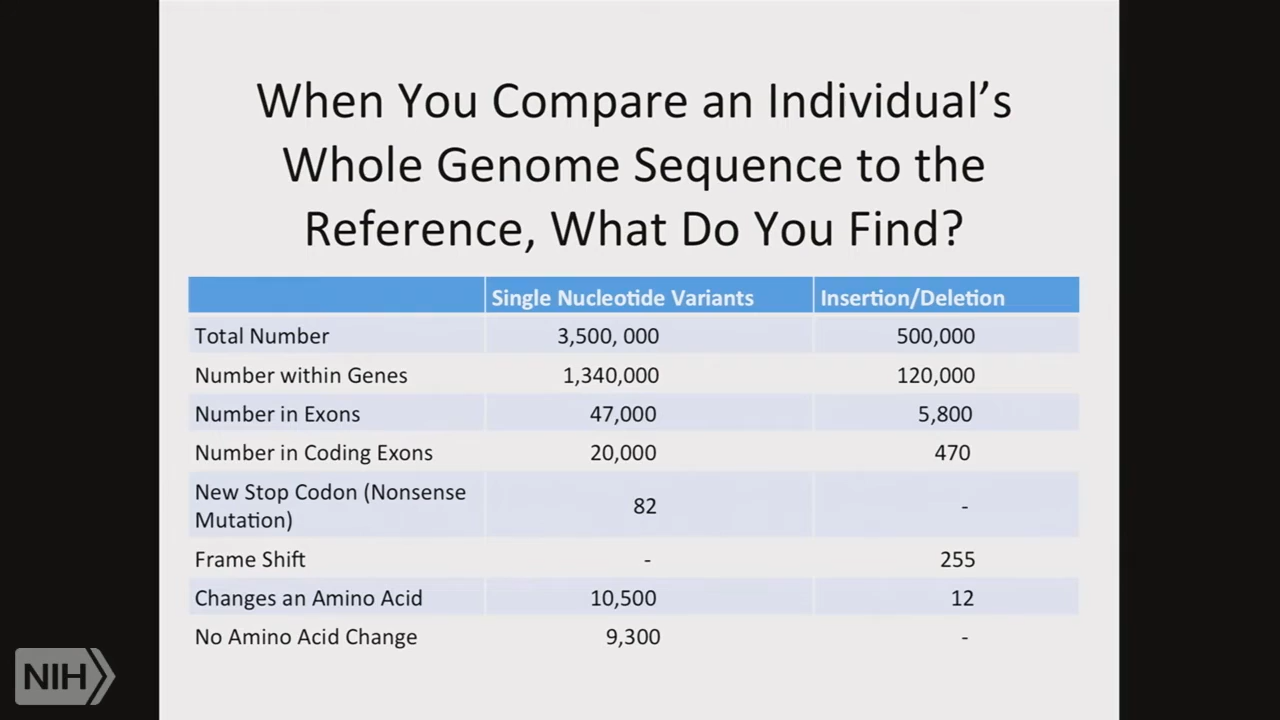 When You Compare an Individual’s
Whole Genome Sequence to the
Reference, What Do You Find?
Single Nucleotide Variants Insertion/Deletion
Total Number 3,500, 000 500,000
Number within Genes 1,340,000 120,000
Number in Exons 47,000 5,800
Number in Coding Exons 20,000 470
New Stop Codon (Nonsense
Mutation) 82 -
Frame Shift - 255
Changes an Amino Acid 10,500 12
No Amino Acid Change 9,300 -
NIH